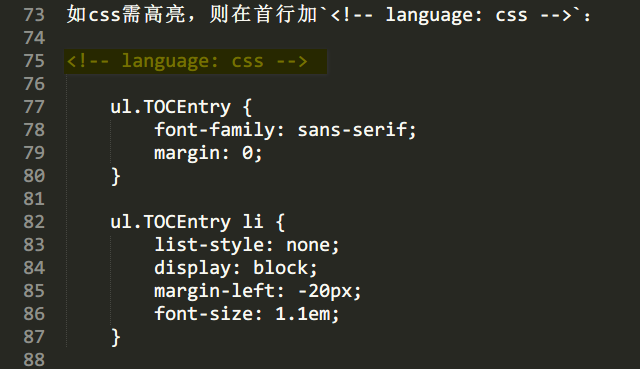 73 如css需高亮，则在首行加`<!-- language: css -->`：
74
75 <!-- language: css -->
76
77     ul.TOCEntry {
78         font-family: sans-serif;
79         margin: 0;
80     }
81
82     ul.TOCEntry li {
83         list-style: none;
84         display: block;
85         margin-left: -20px;
86         font-size: 1.1em;
87     }
88